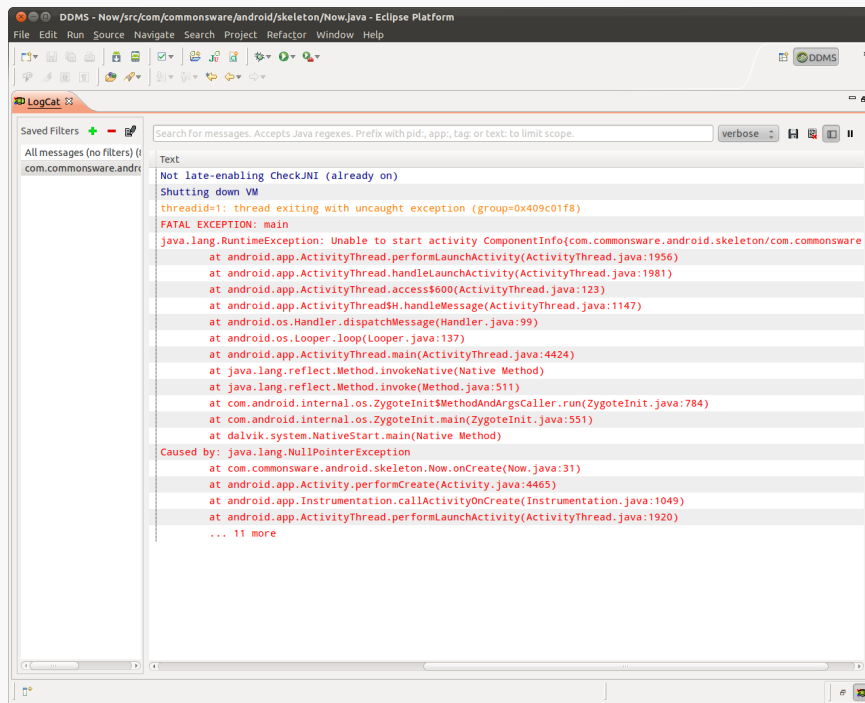 DDMS - Now/src/com/commonsware/android/skeleton/Now.java - Eclipse Platform
File Edit Run Source Navigate Search Project Refactor Window Help
DDMS
LogCat
Saved Filters
Search for messages. Accepts Java regexes. Prefix with pid:, app:, tag: or text: to limit scope.
verbose
All messages (no filters) (
com.commonsware.andr
Text
Not late-enabling CheckJNI (already on)
Shutting down VM
threadid=1: thread exiting with uncaught exception (group=0x409c01f8)
FATAL EXCEPTION: main
java.lang.RuntimeException: Unable to start activity ComponentInfo{com.commonsware.android.skeleton/com.commonsware
at android.app.ActivityThread.performLaunchActivity(ActivityThread.java:1956)
at android.app.ActivityThread.handleLaunchActivity(ActivityThread.java:1981)
at android.app.ActivityThread.access$600(ActivityThread.java:123)
at android.app.ActivityThread$H.handleMessage(ActivityThread.java:1147)
at android.os.Handler.dispatchMessage(Handler.java:99)
at android.os.Looper.loop(Looper.java:137)
at android.app.ActivityThread.main(ActivityThread.java:4424)
at java.lang.reflect.Method.invokeNative(Native Method)
at java.lang.reflect.Method.invoke(Method.java:511)
at com.android.internal.os.ZygoteInit$MethodAndArgsCaller.run(ZygoteInit.java:784)
at com.android.internal.os.ZygoteInit.main(ZygoteInit.java:551)
at dalvik.system.NativeStart.main(Native Method)
Caused by: java.lang.NullPointerException
at com.commonsware.android.skeleton.Now.onCreate(Now.java:31)
at android.app.Activity.performCreate(Activity.java:4465)
at android.app.Instrumentation.callActivityOnCreate(Instrumentation.java:1049)
at android.app.ActivityThread.performLaunchActivity(ActivityThread.java:1920)
... 11 more